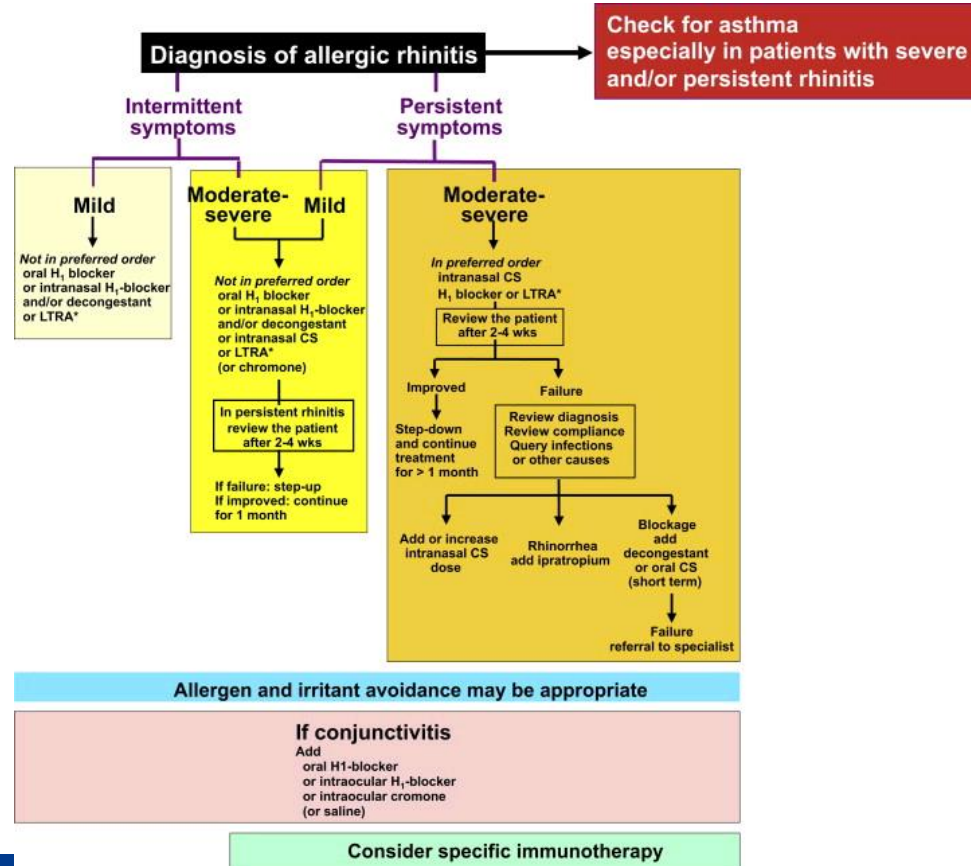 Diagnosis of allergic rhinitis
Check for asthma
especially in patients with severe
and/or persistent rhinitis
Intermittent
symptoms
Persistent
symptoms
Mild
Not in preferred order
oral H₁ blocker
or intranasal H₁-blocker
and/or decongestant
or LTRA*
Moderate-
severe
Mild
Not in preferred order
oral H₁ blocker
or intranasal H₁-blocker
and/or decongestant
or intranasal CS
or LTRA*
(or chromone)
In persistent rhinitis
review the patient
after 2-4 wks
If failure: step-up
If improved: continue
for 1 month
Moderate-
severe
In preferred order
intranasal CS
H₁ blocker or LTRA*
Review the patient
after 2-4 wks
Improved
Step-down
and continue
treatment
for > 1 month
Failure
Review diagnosis
Review compliance
Query infections
or other causes
Add or increase
intranasal CS
dose
Rhinorrhea
add ipratropium
Blockage
add
decongestant
or oral CS
(short term)
Failure
referral to specialist
Allergen and irritant avoidance may be appropriate
If conjunctivitis
Add
oral H1-blocker
or intraocular H₁-blocker
or intraocular cromone
(or saline)
Consider specific immunotherapy